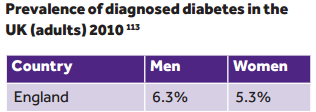 Prevalence of diagnosed diabetes in the
UK (adults) 2010 113
Country Men Women
England 6.3% 5.3%